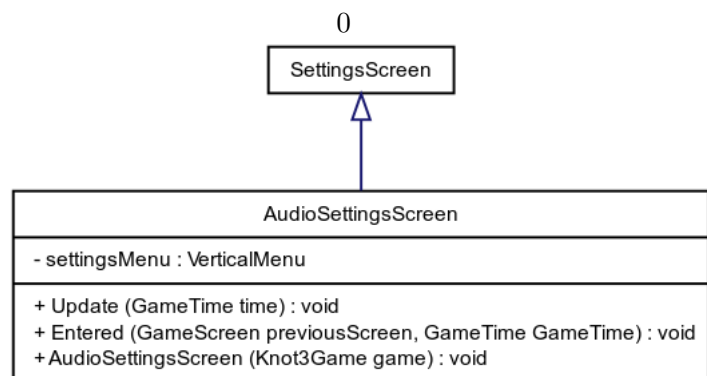 0
SettingsScreen
AudioSettingsScreen
- settingsMenu : VerticalMenu
+ Update (GameTime time) : void
+ Entered (GameScreen previousScreen, GameTime GameTime) : void
+AudioSettingsScreen (Knot3Game game) : void